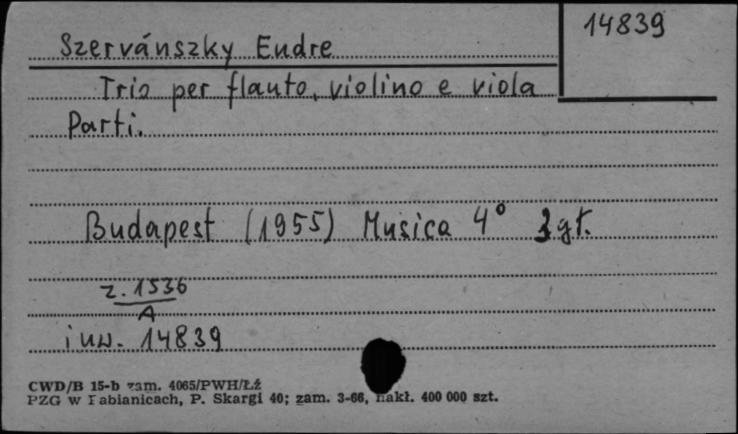 14839
Szervánszky Endre
Trio per flauto, violino e viola
Parti.
Budapest (1955) Musica 4° 3 gł.
z. 1536
A
inw. 14839
CWD/B 15-b zam. 4065/PWH/Łż
PZG w Pabianicach, P. Skargi 40; zam. 3-66, nakł. 400 000 szt.